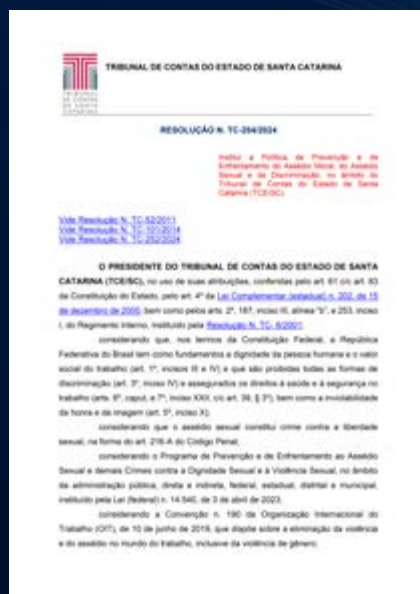 TRIBUNAL DE CONTAS DO ESTADO DE SANTA CATARINA
TRIBUNAL
DE CONTAS
DE SANTA
CATARINA
RESOLUÇÃO N. TC-264/2024
Institui a Política de Prevenção e de
Enfrentamento do Assédio Moral, do Assédio
Sexual e da Discriminação, no âmbito do
Tribunal de Contas do Estado de Santa
Catarina (TCE/SC).
Vide Resolução N. TC-52/2011
Vide Resolução N. TC-101/2014
Vide Resolução N. TC-252/2024
O PRESIDENTE DO TRIBUNAL DE CONTAS DO ESTADO DE SANTA
CATARINA (TCE/SC), no uso de suas atribuições, conferidas pelo art. 61 c/c art. 83
da Constituição do Estado, pelo art. 4º da Lei Complementar (estadual) n. 202, de 15
de dezembro de 2000, bem como pelos arts. 2º, 187, inciso III, alínea "b", e 253, inciso
I, do Regimento Interno, instituído pela Resolução N. TC. 6/2001;
considerando que, nos termos da Constituição Federal, a República
Federativa do Brasil tem como fundamentos a dignidade da pessoa humana e o valor
social do trabalho (art. 1º, incisos III e IV) e que são proibidas todas as formas de
discriminação (art. 3º, inciso IV) e assegurados os direitos à saúde e à segurança no
trabalho (arts. 6º, caput, e 7º, inciso XXII, c/c art. 39, § 3º), bem como a inviolabilidade
da honra e da imagem (art. 5º, inciso X);
considerando que o assédio sexual constitui crime contra a liberdade
sexual, na forma do art. 216-A do Código Penal;
considerando o Programa de Prevenção e de Enfrentamento ao Assédio
Sexual e demais Crimes contra a Dignidade Sexual e à Violência Sexual, no âmbito
da administração pública, direta e indireta, federal, estadual, distrital e municipal,
instituído pela Lei (federal) n. 14.540, de 3 de abril de 2023;
considerando a Convenção n. 190 da Organização Internacional do
Trabalho (OIT), de 10 de junho de 2019, que dispõe sobre a eliminação da violência
e do assédio no mundo do trabalho, inclusive da violência de gênero;